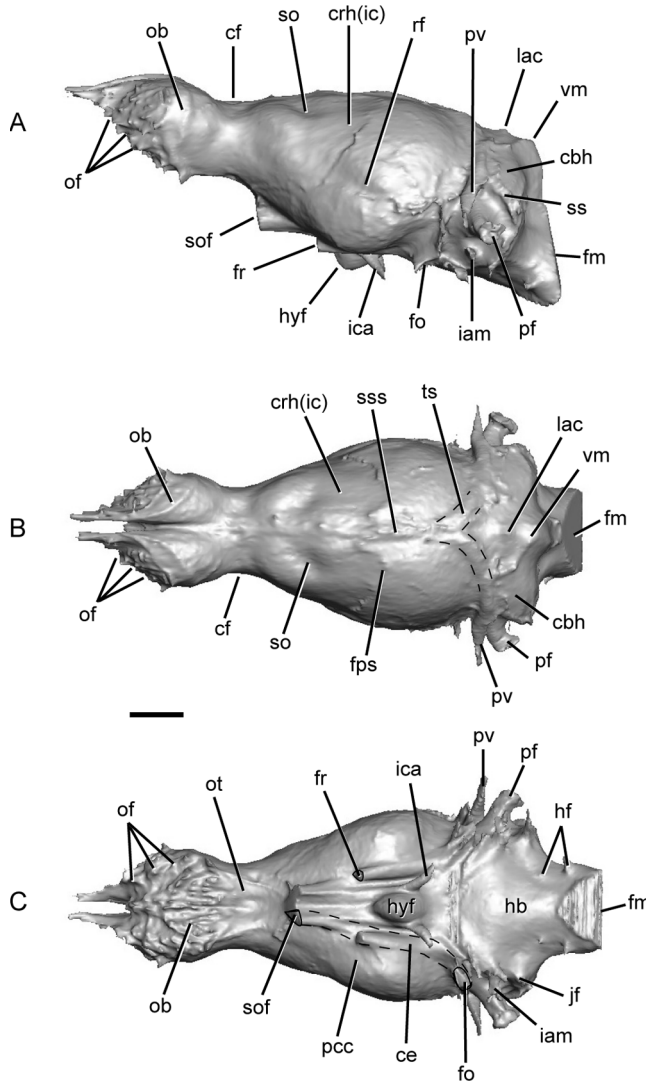 A
ob
cf
so
crh(ic)
rf
pv
lac
vm
cbh
ss
fm
of
sof
fr
hyf
ica
fo
iam
pf
B
ob
crh(ic)
sss
ts
lac
vm
fm
of
cf
so
fps
pv
pf
cbh
C
of
ot
fr
ica
pv
pf
hf
hyf
hb
fm
ob
sof
pcc
ce
fo
iam
jf